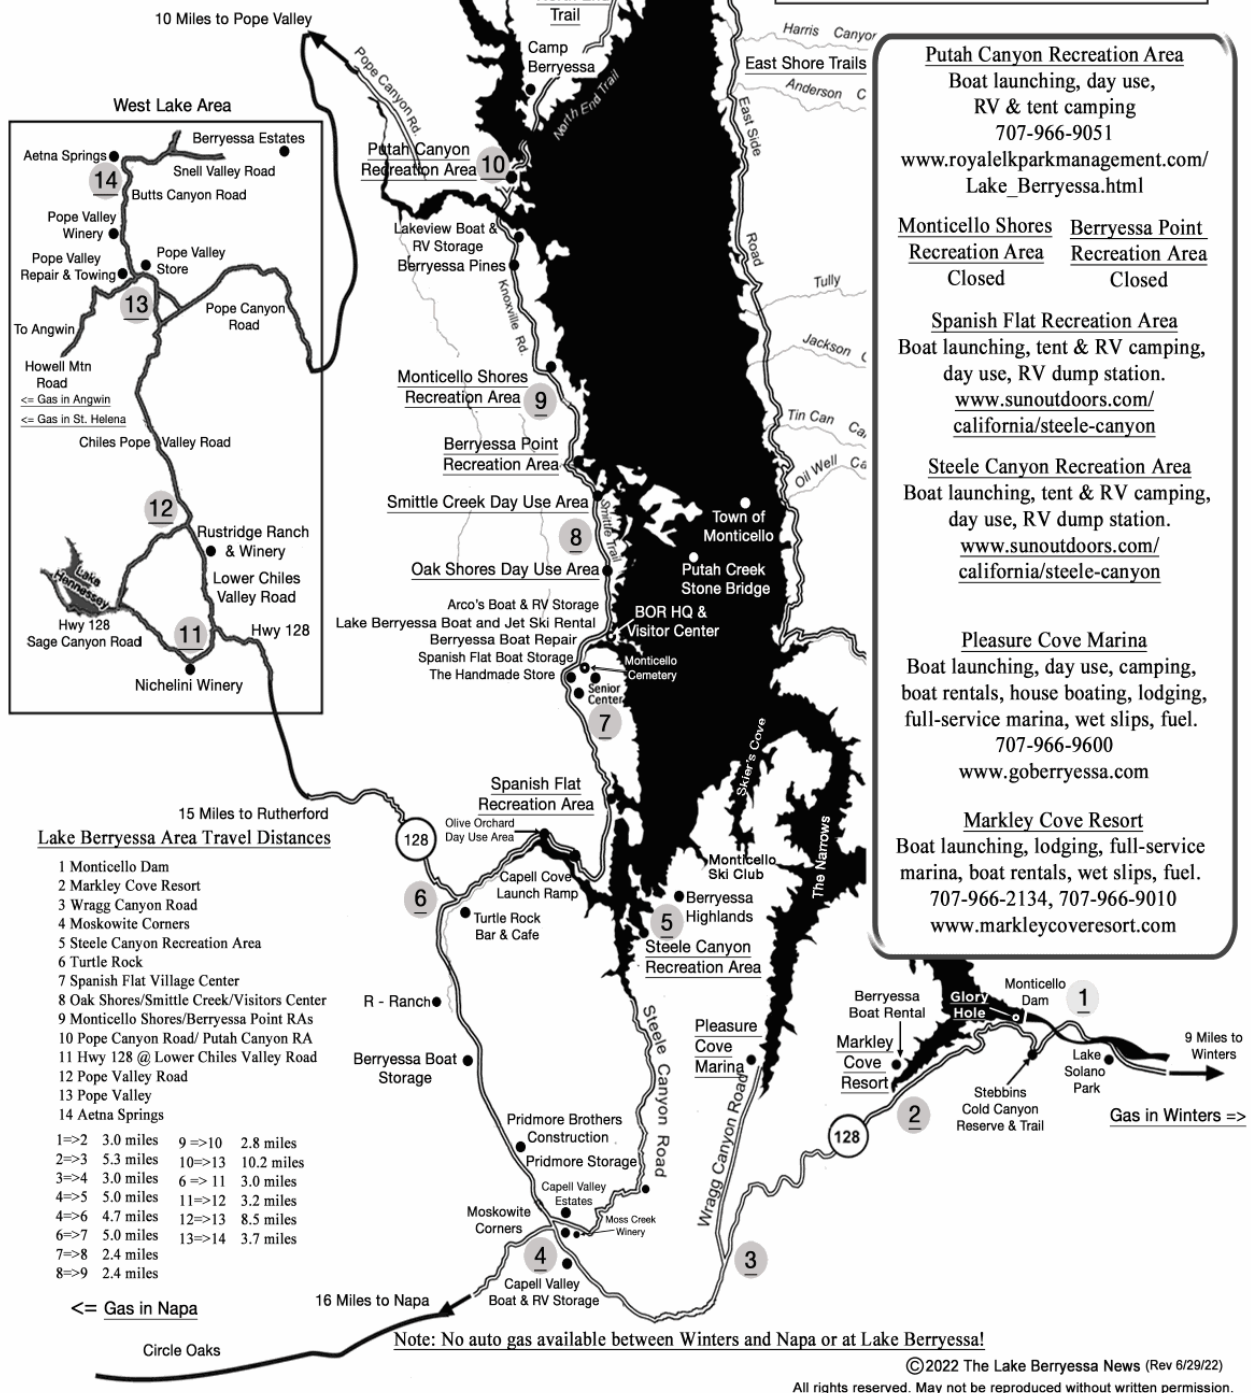 10 Miles to Pope Valley
Trail
Camp
Berryessa
North End Trail
Pope Canyon Rd.
Harris Canyon
East Shore Trails
Anderson C
East Side
Road
West Lake Area
Berryessa Estates
Aetna Springs
Snell Valley Road
14
Butts Canyon Road
Pope Valley
Winery
Pope Valley
Repair & Towing
Pope Valley
Store
13
Pope Canyon
Road
To Angwin
Howell Mtn
Road
<= Gas in Angwin
<= Gas in St. Helena
Chiles Pope Valley Road
12
Rustridge Ranch
& Winery
Lake
Hennessey
Lower Chiles
Valley Road
Hwy 128
Sage Canyon Road
11
Hwy 128
Nichelini Winery
Putah Canyon
Recreation Area
10
Lakeview Boat &
RV Storage
Berryessa Pines
Knoxville Rd.
Tully
Jackson C
Monticello Shores
Recreation Area
9
Tin Can Ca
Berryessa Point
Recreation Area
Oil Well Ca
Smittle Creek Day Use Area
Smittle Trail
8
Town of
Monticello
Oak Shores Day Use Area
Putah Creek
Stone Bridge
Arco's Boat & RV Storage
Lake Berryessa Boat and Jet Ski Rental
Berryessa Boat Repair
Spanish Flat Boat Storage
The Handmade Store
BOR HQ &
Visitor Center
Monticello
Cemetery
Senior
Center
7
Skier's Cove
The Narrows
Spanish Flat
Recreation Area
Olive Orchard
Day Use Area
15 Miles to Rutherford
128
Capell Cove
Launch Ramp
Monticello
Ski Club
6
Turtle Rock
Bar & Cafe
Berryessa
Highlands
5
Steele Canyon
Recreation Area
R - Ranch
Steele Canyon Road
Berryessa Boat
Storage
Pleasure
Cove
Marina
Wragg Canyon Road
Pridmore Brothers
Construction
Pridmore Storage
Capell Valley
Estates
Moskowite
Corners
Moss Creek
Winery
4
Capell Valley
Boat & RV Storage
3
16 Miles to Napa
Circle Oaks
Berryessa
Boat Rental
Glory
Hole
Monticello
Dam
1
Markley
Cove
Resort
2
128
Stebbins
Cold Canyon
Reserve & Trail
Lake
Solano
Park
9 Miles to
Winters
Gas in Winters =>
Putah Canyon Recreation Area
Boat launching, day use,
RV & tent camping
707-966-9051
www.royalelkparkmanagement.com/
Lake_Berryessa.html
Monticello Shores
Recreation Area
Closed
Berryessa Point
Recreation Area
Closed
Spanish Flat Recreation Area
Boat launching, tent & RV camping,
day use, RV dump station.
www.sunoutdoors.com/
california/steele-canyon
Steele Canyon Recreation Area
Boat launching, tent & RV camping,
day use, RV dump station.
www.sunoutdoors.com/
california/steele-canyon
Pleasure Cove Marina
Boat launching, day use, camping,
boat rentals, house boating, lodging,
full-service marina, wet slips, fuel.
707-966-9600
www.goberryessa.com
Markley Cove Resort
Boat launching, lodging, full-service
marina, boat rentals, wet slips, fuel.
707-966-2134, 707-966-9010
www.markleycoveresort.com
Lake Berryessa Area Travel Distances
1 Monticello Dam
2 Markley Cove Resort
3 Wragg Canyon Road
4 Moskowite Corners
5 Steele Canyon Recreation Area
6 Turtle Rock
7 Spanish Flat Village Center
8 Oak Shores/Smittle Creek/Visitors Center
9 Monticello Shores/Berryessa Point RAs
10 Pope Canyon Road/ Putah Canyon RA
11 Hwy 128 @ Lower Chiles Valley Road
12 Pope Valley Road
13 Pope Valley
14 Aetna Springs
1=>2 3.0 miles
2=>3 5.3 miles
3=>4 3.0 miles
4=>5 5.0 miles
4=>6 4.7 miles
6=>7 5.0 miles
7=>8 2.4 miles
8=>9 2.4 miles
9 =>10 2.8 miles
10=>13 10.2 miles
6 => 11 3.0 miles
11=>12 3.2 miles
12=>13 8.5 miles
13=>14 3.7 miles
<= Gas in Napa
Note: No auto gas available between Winters and Napa or at Lake Berryessa!
©2022 The Lake Berryessa News (Rev 6/29/22)
All rights reserved. May not be reproduced without written permission.